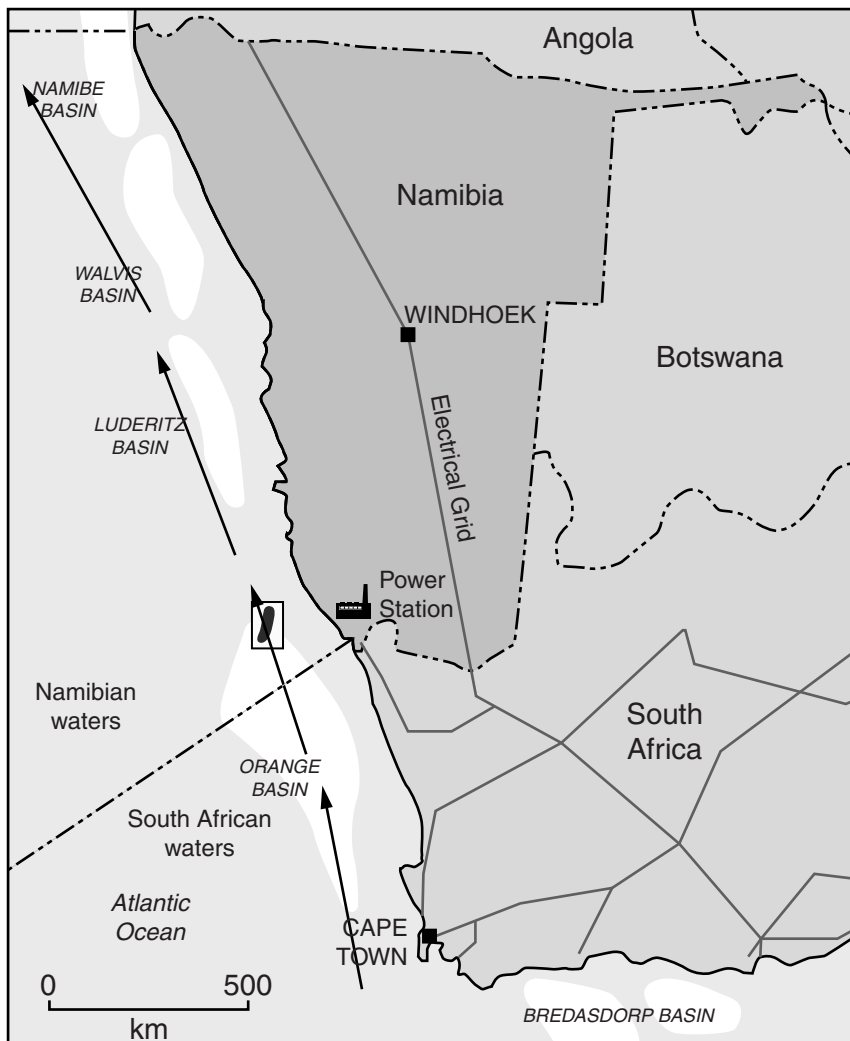 Angola
NAMIBE
BASIN
Namibia
WALVIS
BASIN
WINDHOEK
Botswana
LUDERITZ
BASIN
Electrical Grid
Power
Station
Namibian
waters
South
Africa
ORANGE
BASIN
South African
waters
Atlantic
Ocean
CAPE
TOWN
0 500
km
BREDASDORP BASIN